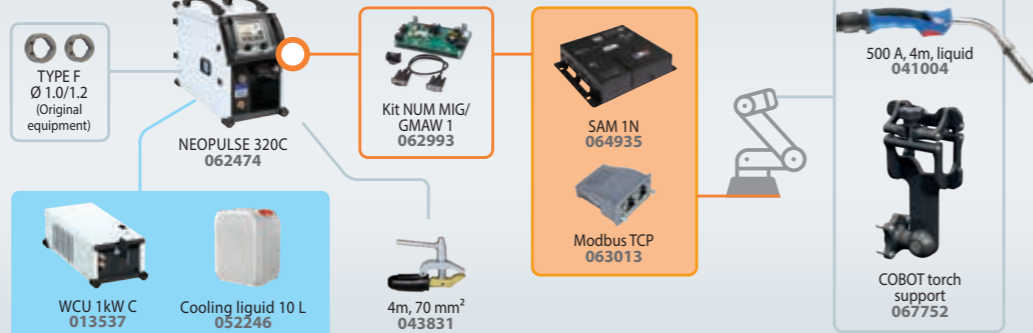 TYPE F
Ø 1.0/1.2
(Original
equipment)
NEOPULSE 320C
062474
Kit NUM MIG/
GMAW 1
062993
SAM 1N
064935
Modbus TCP
063013
500 A, 4m, liquid
041004
COBOT torch
support
067752
WCU 1kW C
013537
Cooling liguid 10 L
052246
4m, 70 mm²
043831